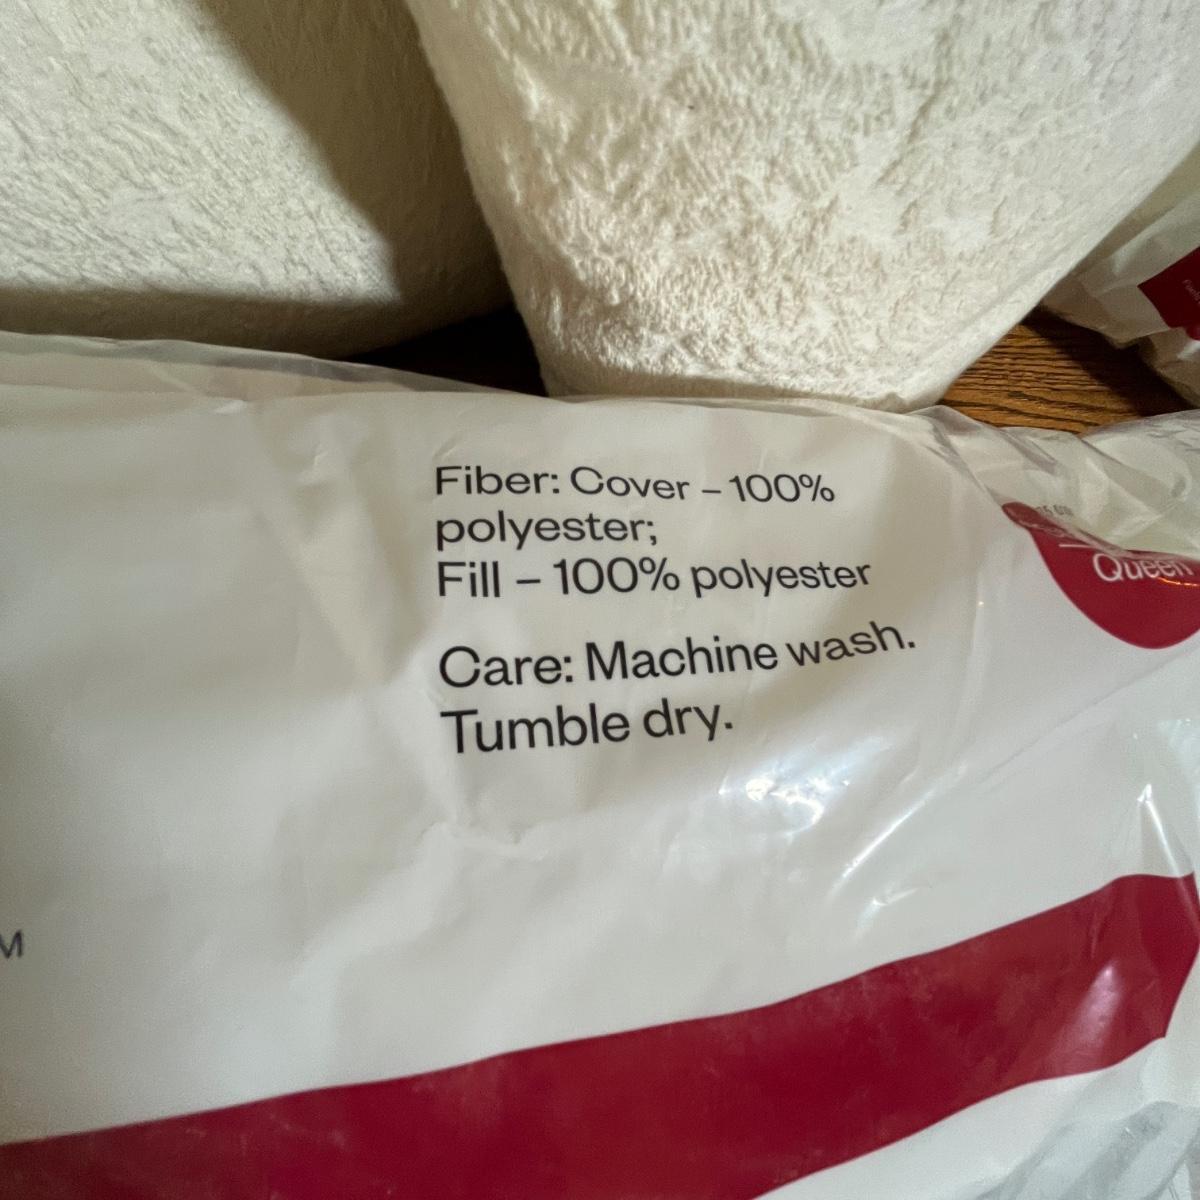 Fiber: Cover – 100%
polyester;
Fill – 100% polyester
Care: Machine wash.
Tumble dry.
Queen
M